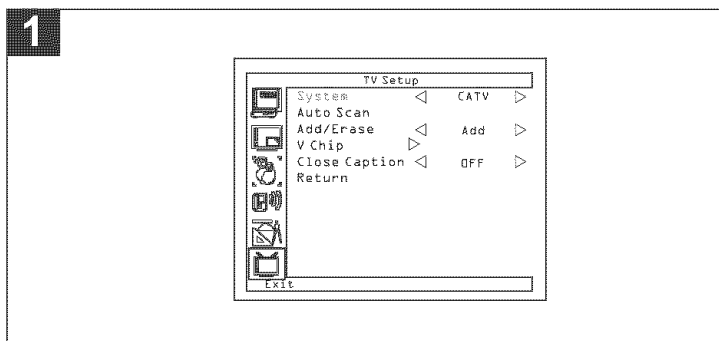 1
TV Setup
System ◁ CATV ▷
Auto Scan
Add/Erase ◁ Add ▷
V Chip ▷
Close Caption ◁ OFF ▷
Return
Exit